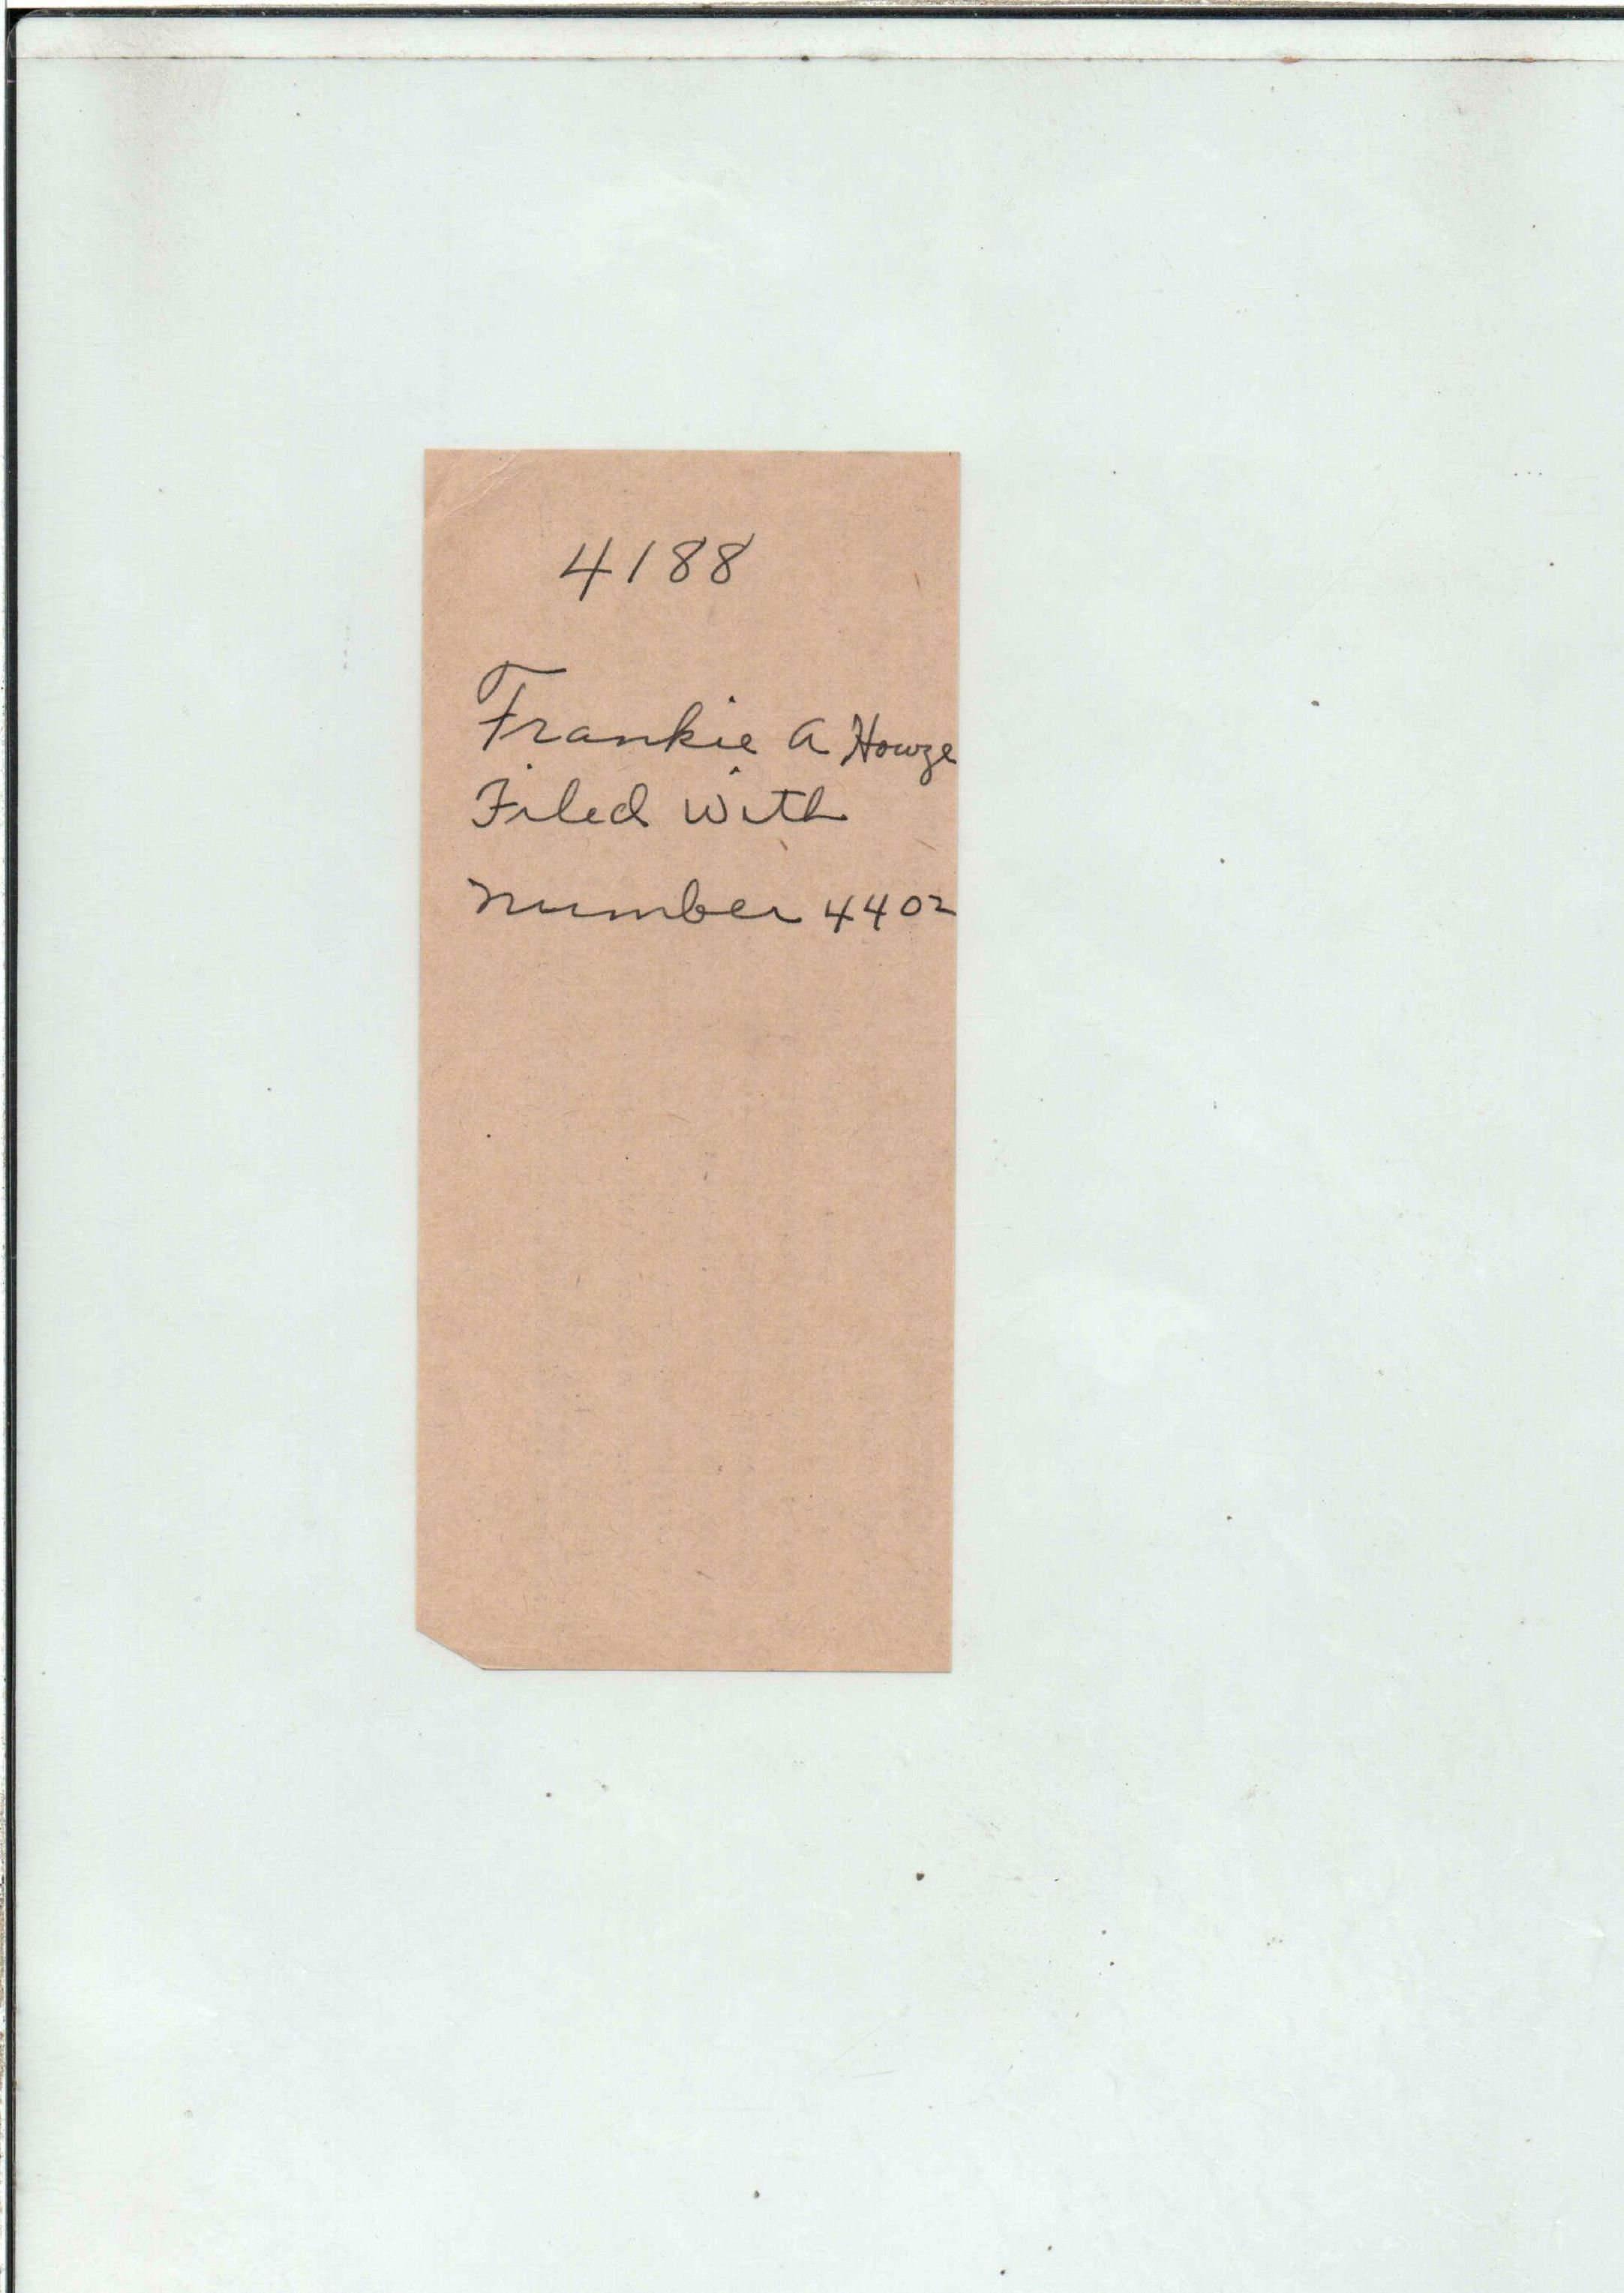 4188
Frankie A Howze
Filed With
Number 4402